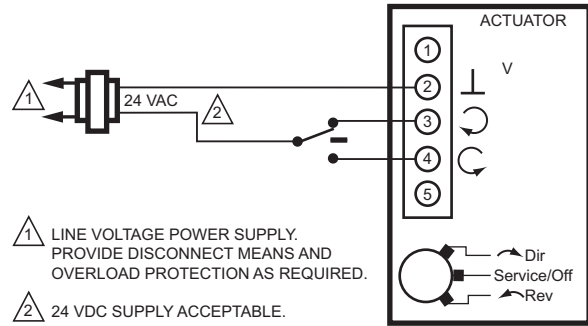 ACTUATOR
1
V
2
1
24 VAC
2
3
4
5
1 LINE VOLTAGE POWER SUPPLY.
PROVIDE DISCONNECT MEANS AND
OVERLOAD PROTECTION AS REQUIRED.
2 24 VDC SUPPLY ACCEPTABLE.
Dir
Service/Off
Rev